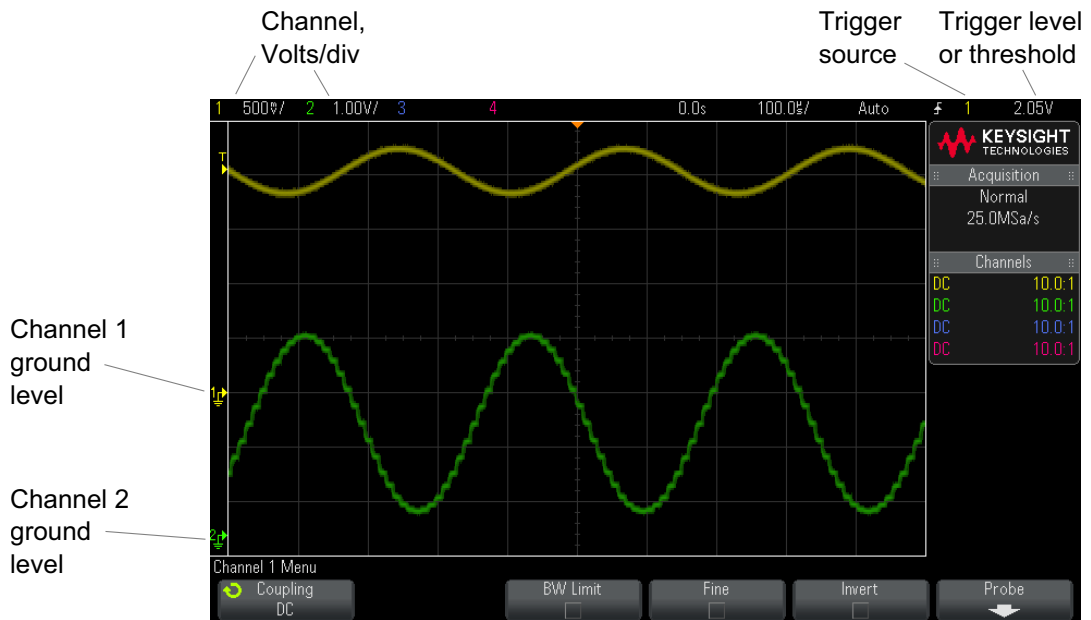 Channel,
Volts/div
Trigger
source
Trigger level
or threshold
1 500mV/ 2 1.00V/ 3 4 0.0s 100.0µs/ Auto 1 2.05V
T
KEYSIGHT
TECHNOLOGIES
Acquisition
Normal
25.0MSa/s
Channels
DC 10.0:1
DC 10.0:1
DC 10.0:1
DC 10.0:1
Channel 1
ground
level
1
Channel 2
ground
level
2
Channel 1 Menu
Coupling
DC
BW Limit
Fine
Invert
Probe